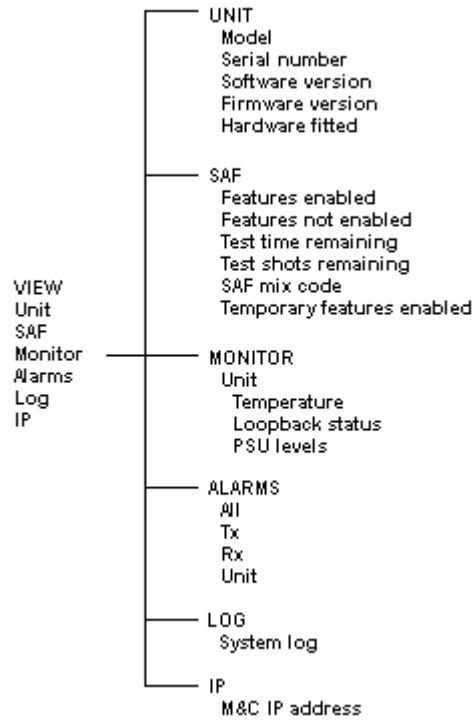 VIEW
Unit
SAF
Monitor
Alarms
Log
IP
UNIT
Model
Serial number
Software version
Firmware version
Hardware fitted
SAF
Features enabled
Features not enabled
Test time remaining
Test shots remaining
SAF mix code
Temporary features enabled
MONITOR
Unit
Temperature
Loopback status
PSU levels
ALARMS
All
Tx
Rx
Unit
LOG
System log
IP
M&C IP address